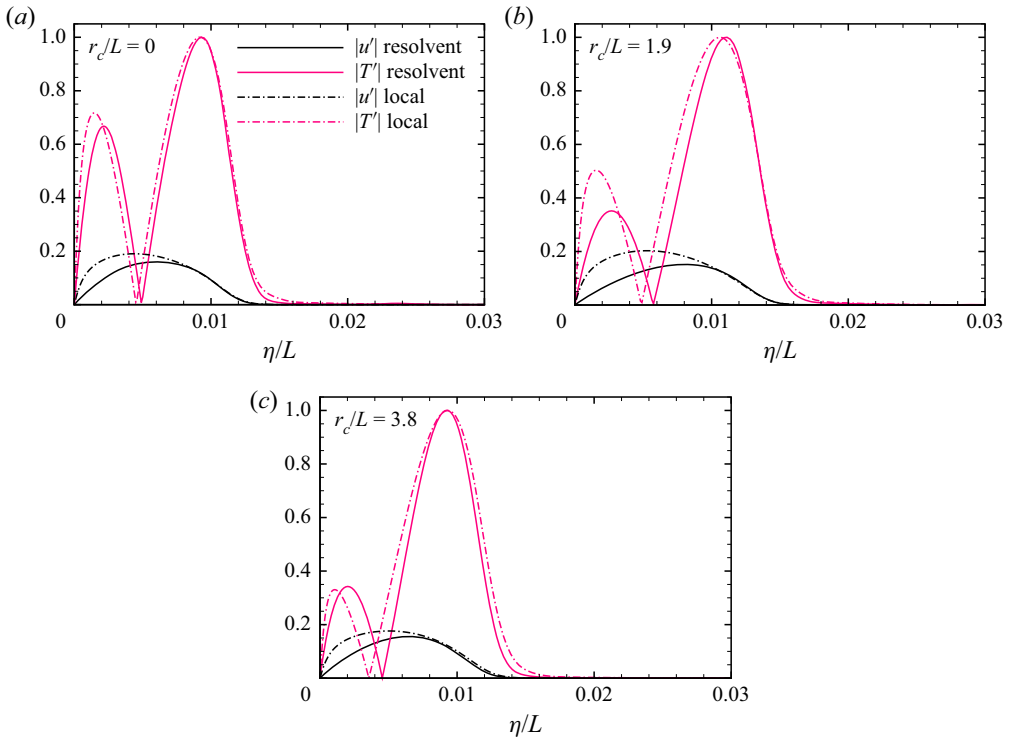 (a)
r_c/L = 0
|u′| resolvent
|T′| resolvent
|u′| local
|T′| local
1.0
0.8
0.6
0.4
0.2
0
0.01
0.02
0.03
η/L
(b)
r_c/L = 1.9
1.0
0.8
0.6
0.4
0.2
0
0.01
0.02
0.03
η/L
(c)
r_c/L = 3.8
1.0
0.8
0.6
0.4
0.2
0
0.01
0.02
0.03
η/L